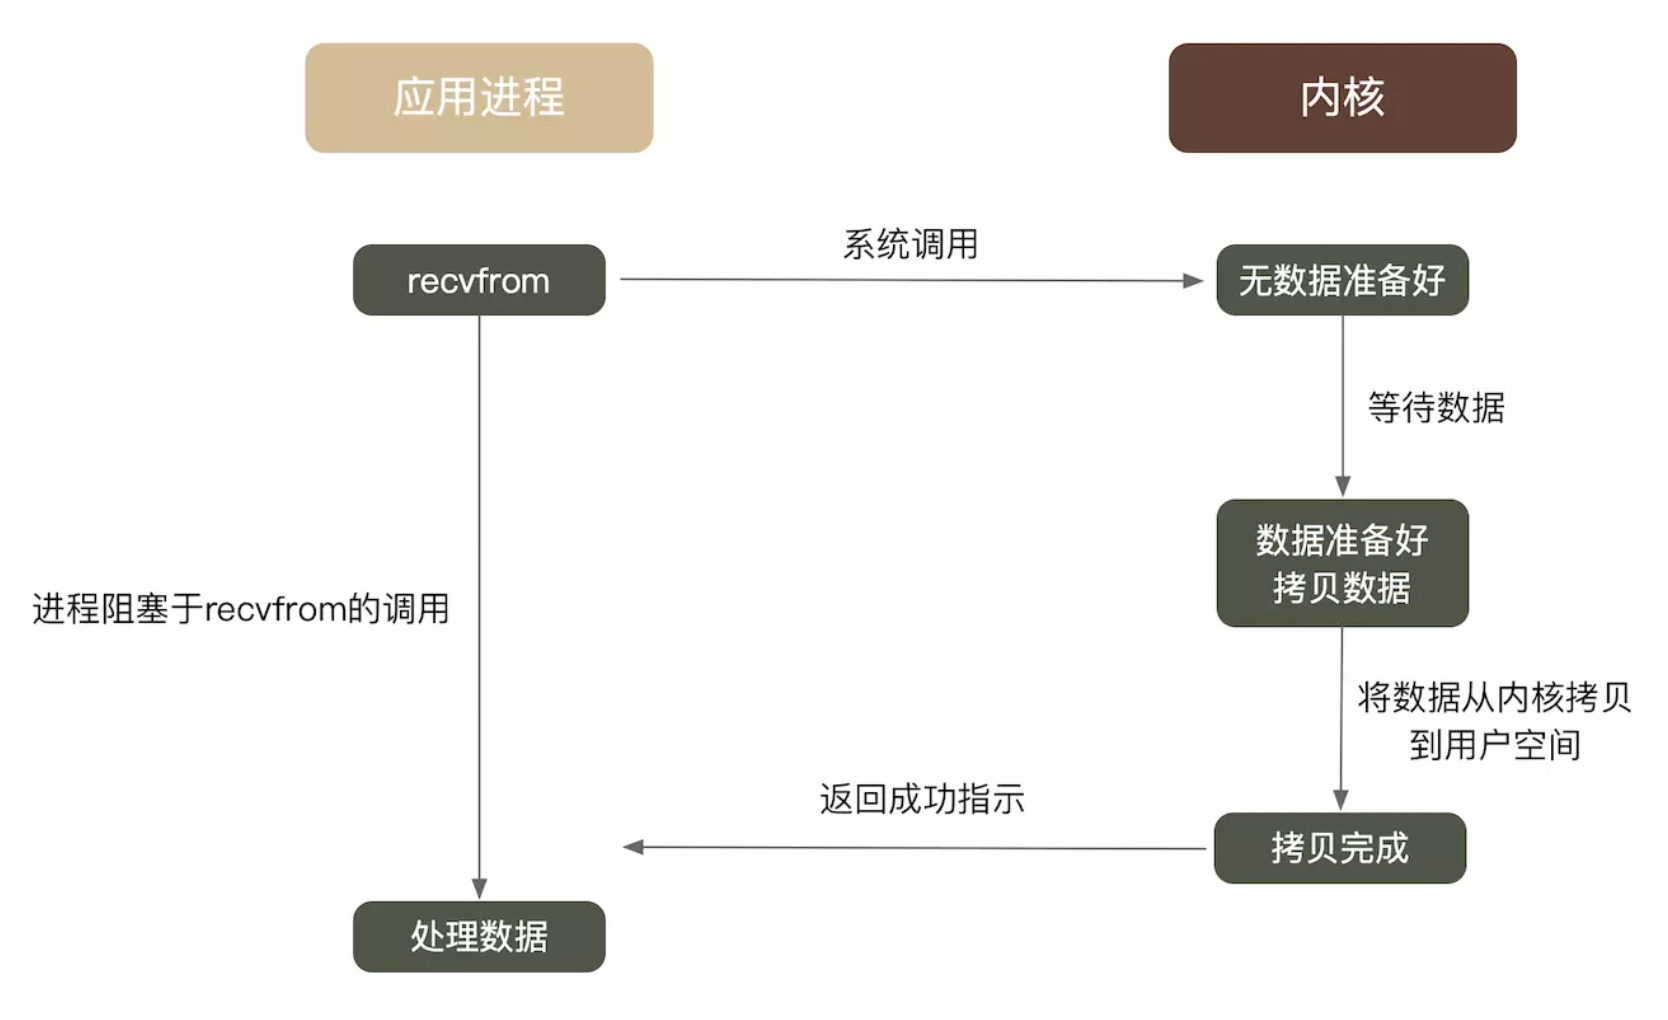 应用进程
内核
系统调用
recvfrom
无数据准备好
等待数据
数据准备好
拷贝数据
进程阻塞于recvfrom的调用
将数据从内核拷贝
到用户空间
返回成功指示
拷贝完成
处理数据